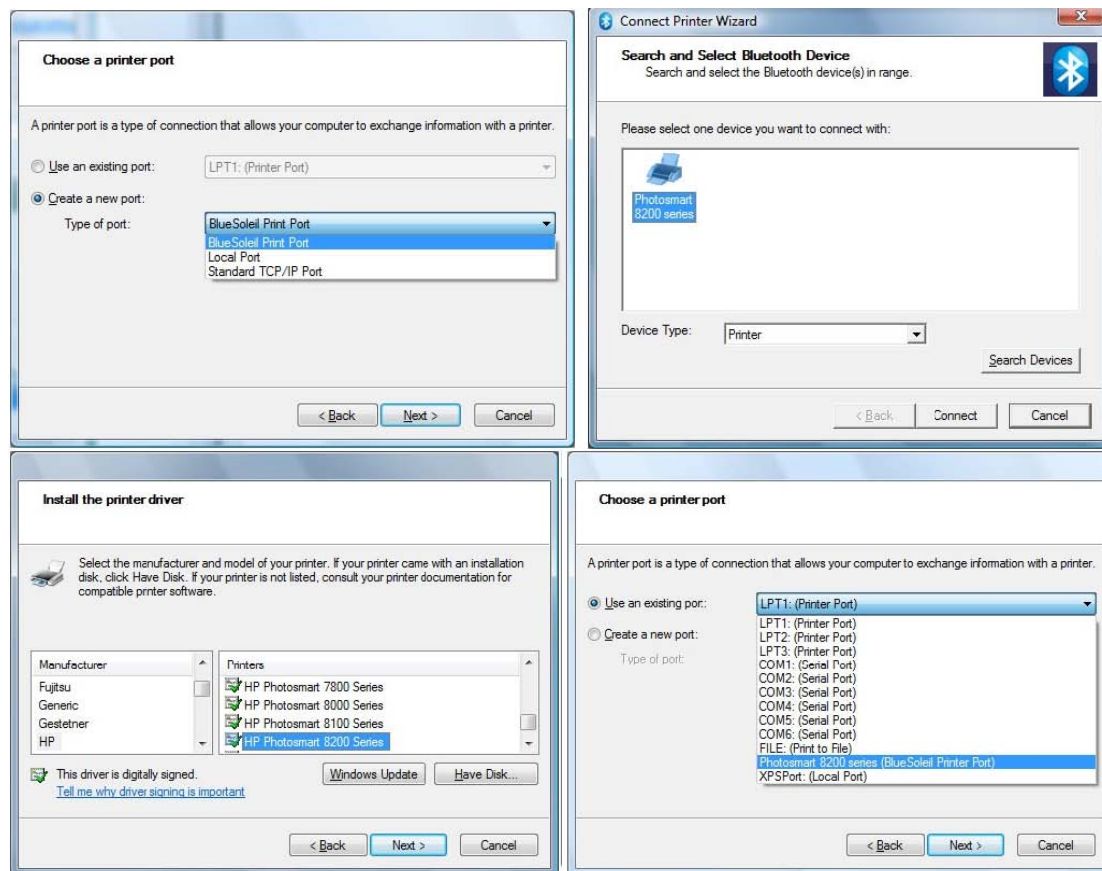 Choose a printer port
A printer port is a type of connection that allows your computer to exchange information with a printer.
Use an existing port:
LPT1: (Printer Port)
Create a new port:
Type of port:
BlueSoleil Print Port
BlueSoleil Print Port
Local Port
Standard TCP/IP Port
< Back
Next >
Cancel
Connect Printer Wizard
Search and Select Bluetooth Device
Search and select the Bluetooth device(s) in range.
Please select one device you want to connect with:
Photosmart
8200 series
Device Type:
Printer
Search Devices
< Back
Connect
Cancel
Install the printer driver
Select the manufacturer and model of your printer. If your printer came with an installation
disk, click Have Disk. If your printer is not listed, consult your printer documentation for
compatible printer software.
Manufacturer
Fujitsu
Generic
Gestetner
HP
Printers
HP Photosmart 7800 Series
HP Photosmart 8000 Series
HP Photosmart 8100 Series
HP Photosmart 8200 Series
This driver is digitally signed.
Tell me why driver signing is important
Windows Update
Have Disk...
< Back
Next >
Cancel
Choose a printer port
A printer port is a type of connection that allows your computer to exchange information with a printer.
Use an existing port:
LPT1: (Printer Port)
LPT1: (Printer Port)
LPT2: (Printer Port)
LPT3: (Printer Port)
COM1: (Serial Port)
COM2: (Serial Port)
COM3: (Serial Port)
COM4: (Serial Port)
COM5: (Serial Port)
COM6: (Serial Port)
FILE: (Print to File)
Photosmart 8200 series (BlueSoleil Printer Port)
XPSPort: (Local Port)
Create a new port:
Type of port:
< Back
Next >
Cancel